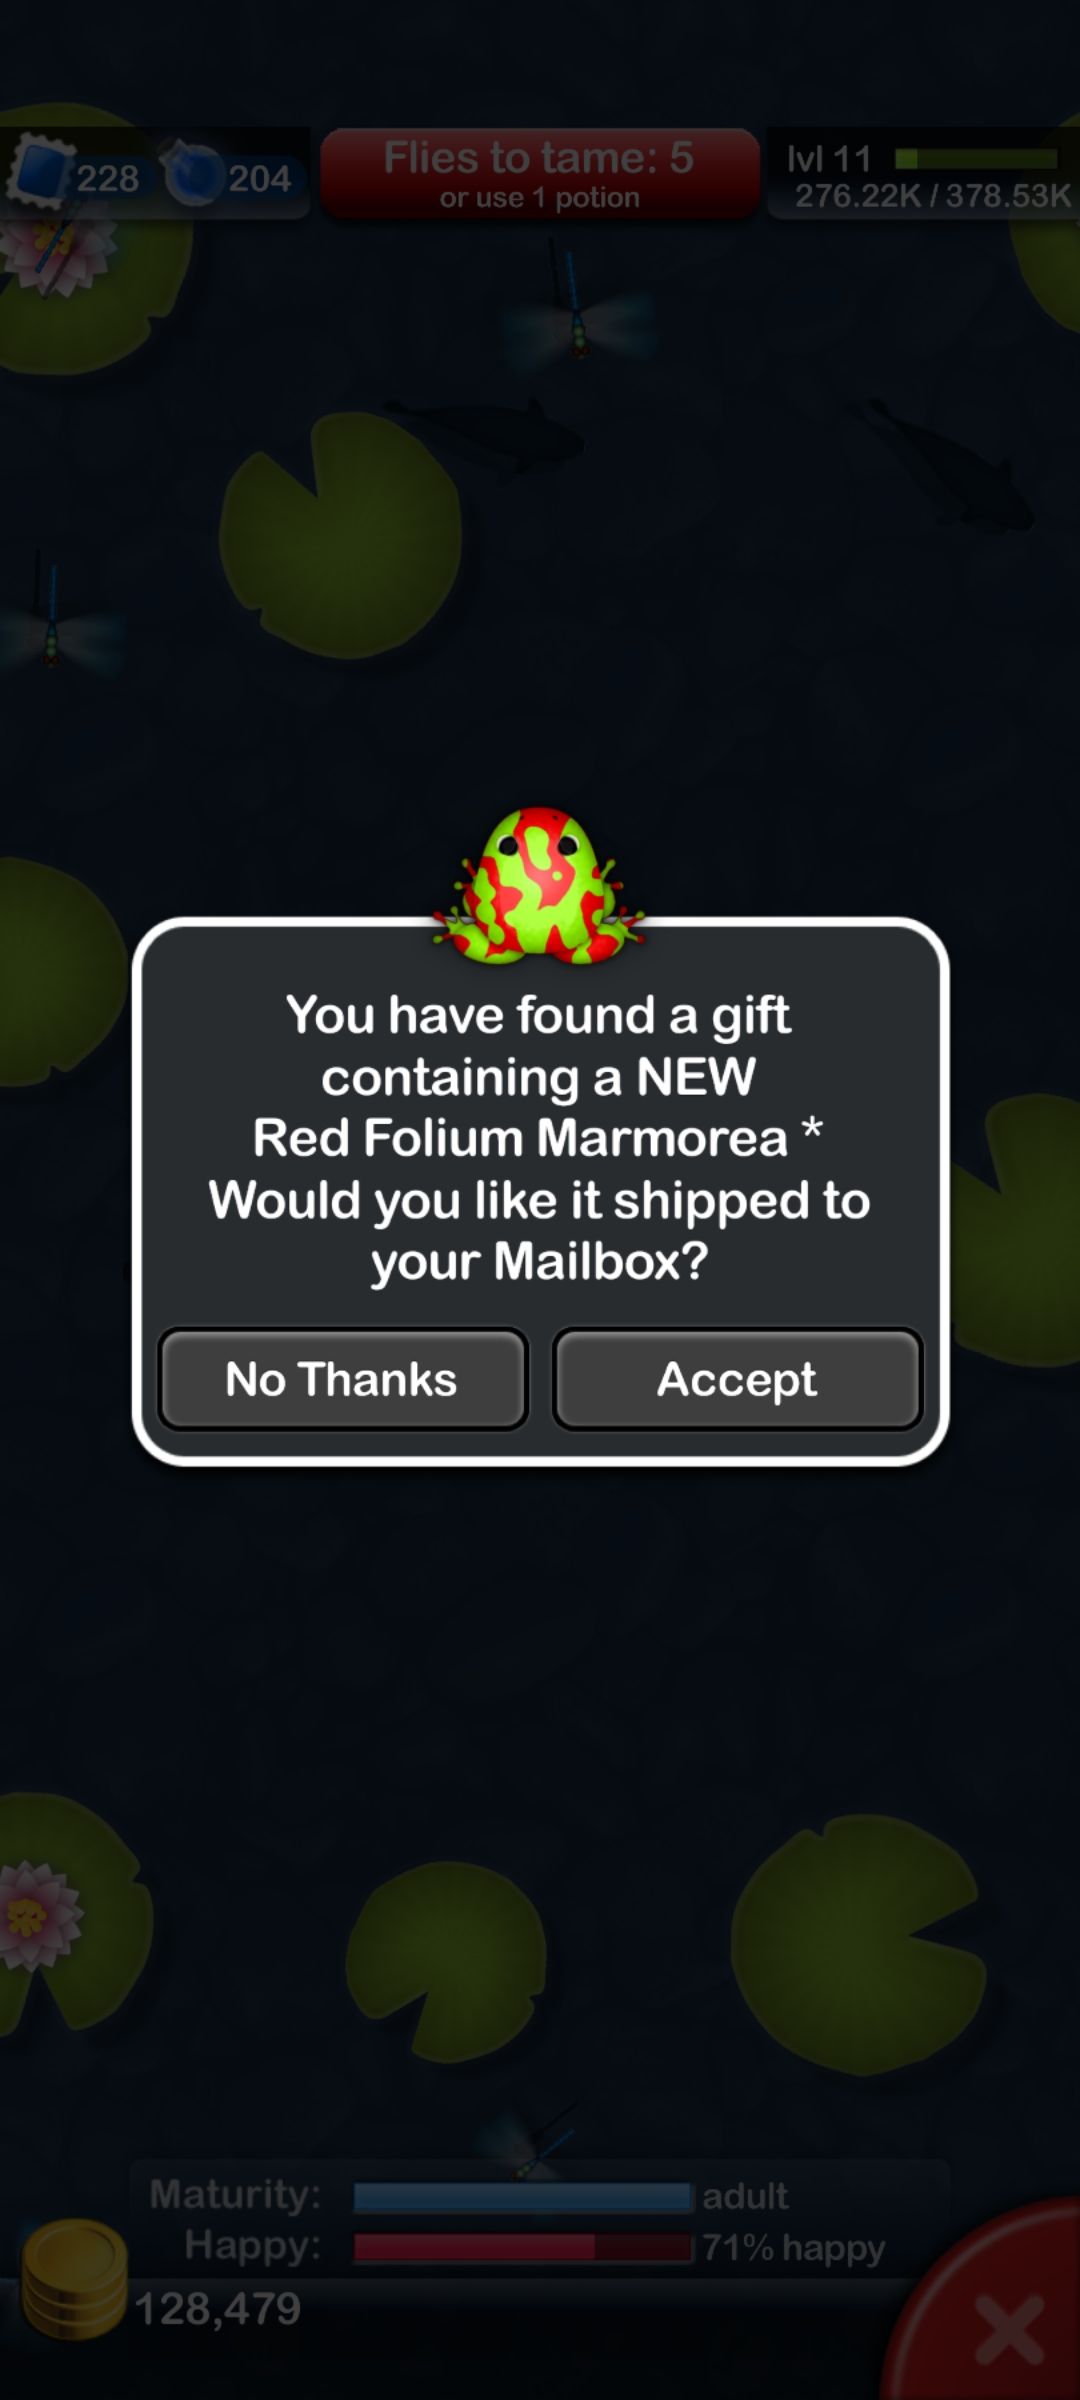 228
204
Flies to tame: 5
or use 1 potion
lvl 11
276.22K / 378.53K
You have found a gift
containing a NEW
Red Folium Marmorea *
Would you like it shipped to
your Mailbox?
No Thanks
Accept
Maturity:
adult
Happy:
71% happy
128,479